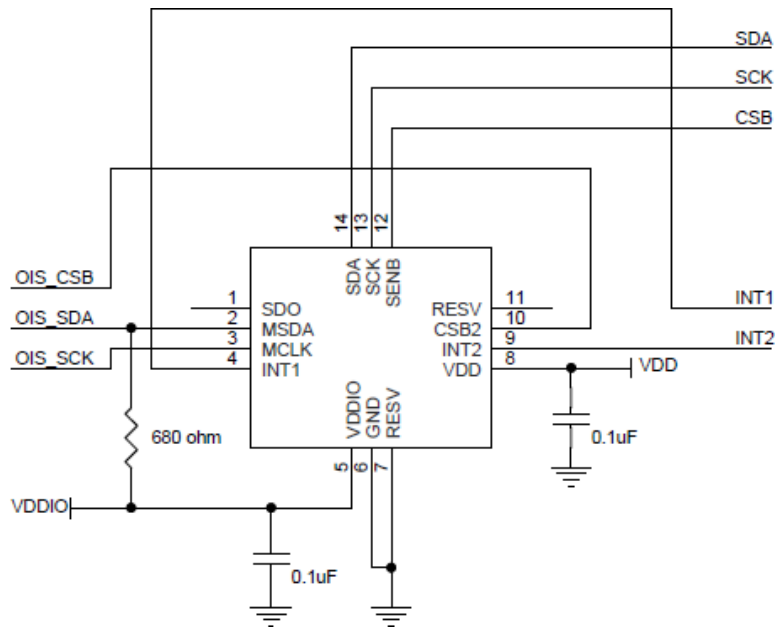 SDA
SCK
CSB
14
13
12
OIS_CSB
SDA
SCK
SENB
1
SDO
RESV
11
INT1
OIS_SDA
2
MSDA
CSB2
10
OIS_SCK
3
MCLK
INT2
9
INT2
4
INT1
VDD
8
VDD
VDDIO
GND
RESV
680 ohm
0.1uF
5
6
7
VDDIO
0.1uF